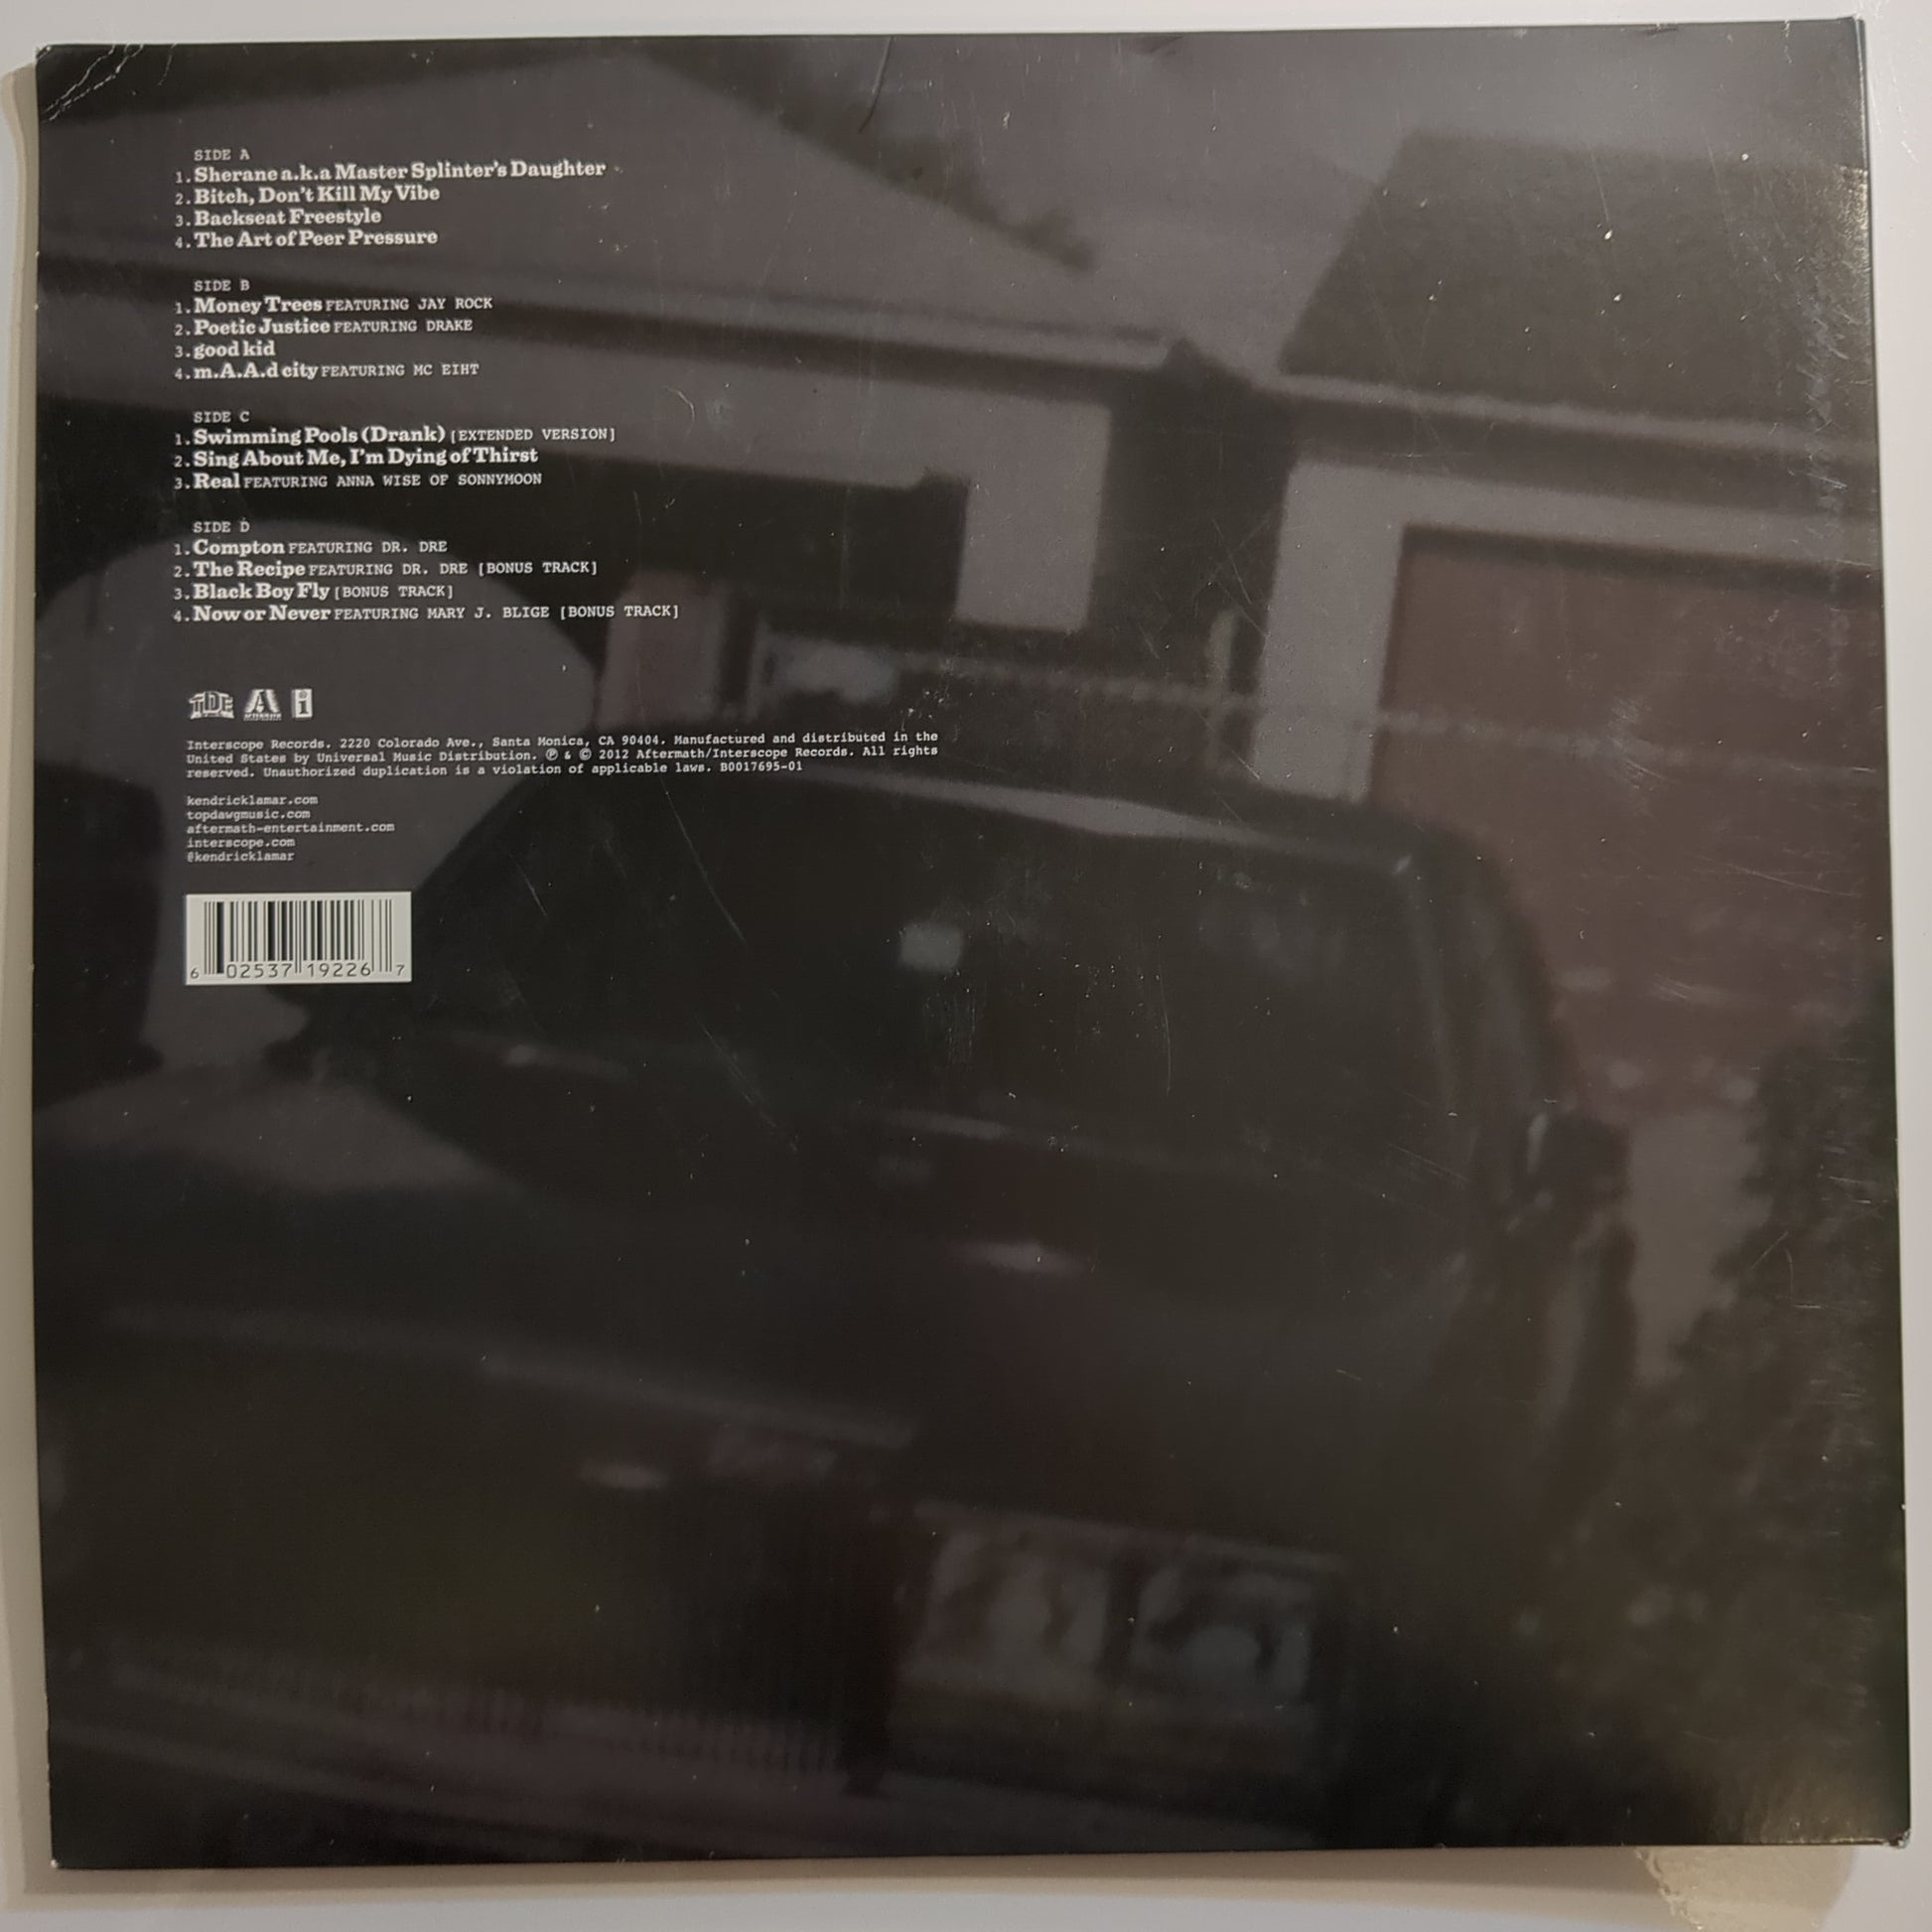 SIDE A
1. Sherane a.k.a Master Splinter's Daughter
2. Bitch, Don't Kill My Vibe
3. Backseat Freestyle
4. The Art of Peer Pressure
SIDE B
1. Money Trees FEATURING JAY ROCK
2. Poetic Justice FEATURING DRAKE
3. good kid
4. m.A.A.d city FEATURING MC EIHT
SIDE C
1. Swimming Pools (Drank) [EXTENDED VERSION]
2. Sing About Me, I'm Dying of Thirst
3. Real FEATURING ANNA WISE OF SONNYMOON
SIDE D
1. Compton FEATURING DR. DRE
2. The Recipe FEATURING DR. DRE [BONUS TRACK]
3. Black Boy Fly [BONUS TRACK]
4. Now or Never FEATURING MARY J. BLIGE [BONUS TRACK]
TDE A AFTERMATH i
Interscope Records. 2220 Colorado Ave., Santa Monica, CA 90404. Manufactured and distributed in the
United States by Universal Music Distribution. ℗ & © 2012 Aftermath/Interscope Records. All rights
reserved. Unauthorized duplication is a violation of applicable laws. B0017695-01
kendricklamar.com
topdawgmusic.com
aftermath-entertainment.com
interscope.com
@kendricklamar
6 02537 19226 7